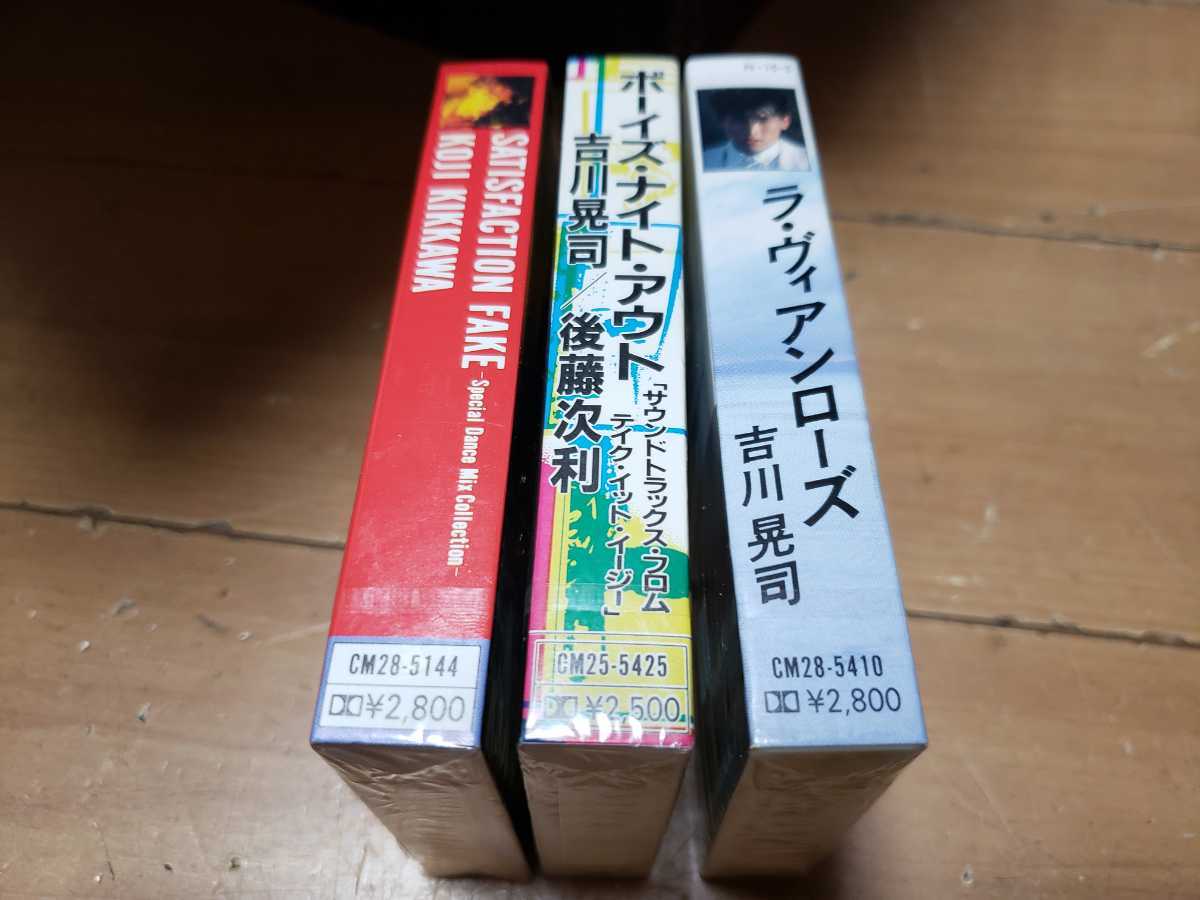 SATISFACTION FAKE -Special Dance Mix Collection-
KOJI KIKKAWA
CM28-5144
¥2,800
ボーイズ・ナイト・アウト
「サウンドトラックス・フロム
テイク・イット・イージー」
吉川晃司/後藤次利
CM25-5425
¥2,500
ラ・ヴィアンローズ
吉川晃司
CM28-5410
¥2,800